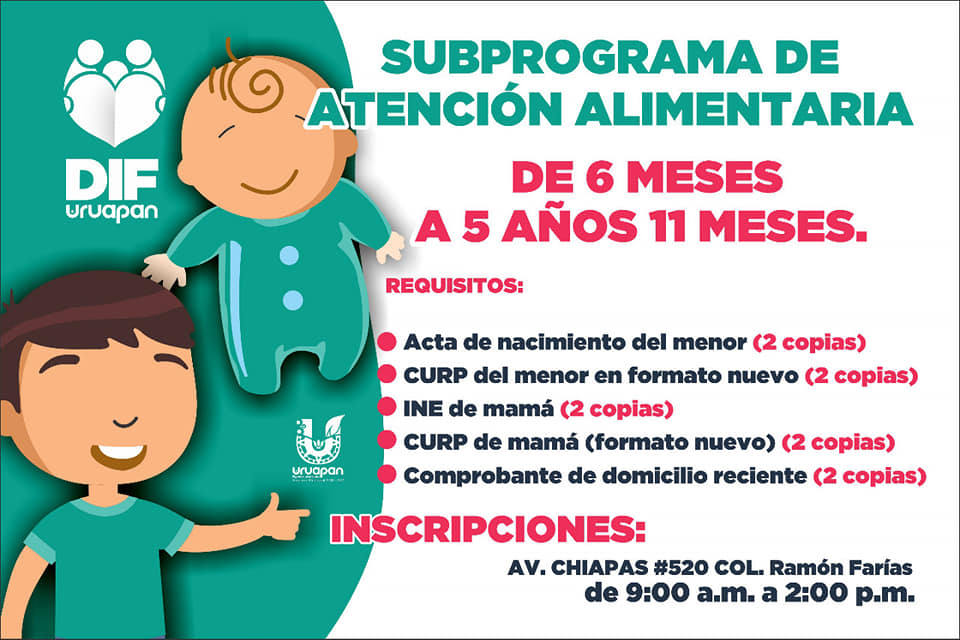 DIF
uruapan
SUBPROGRAMA DE
ATENCIÓN ALIMENTARIA
DE 6 MESES
A 5 AÑOS 11 MESES.
REQUISITOS:
Acta de nacimiento del menor (2 copias)
CURP del menor en formato nuevo (2 copias)
INE de mamá (2 copias)
CURP de mamá (formato nuevo) (2 copias)
Comprobante de domicilio reciente (2 copias)
uruapan
INSCRIPCIONES:
AV. CHIAPAS #520 COL. Ramón Farías
de 9:00 a.m. a 2:00 p.m.